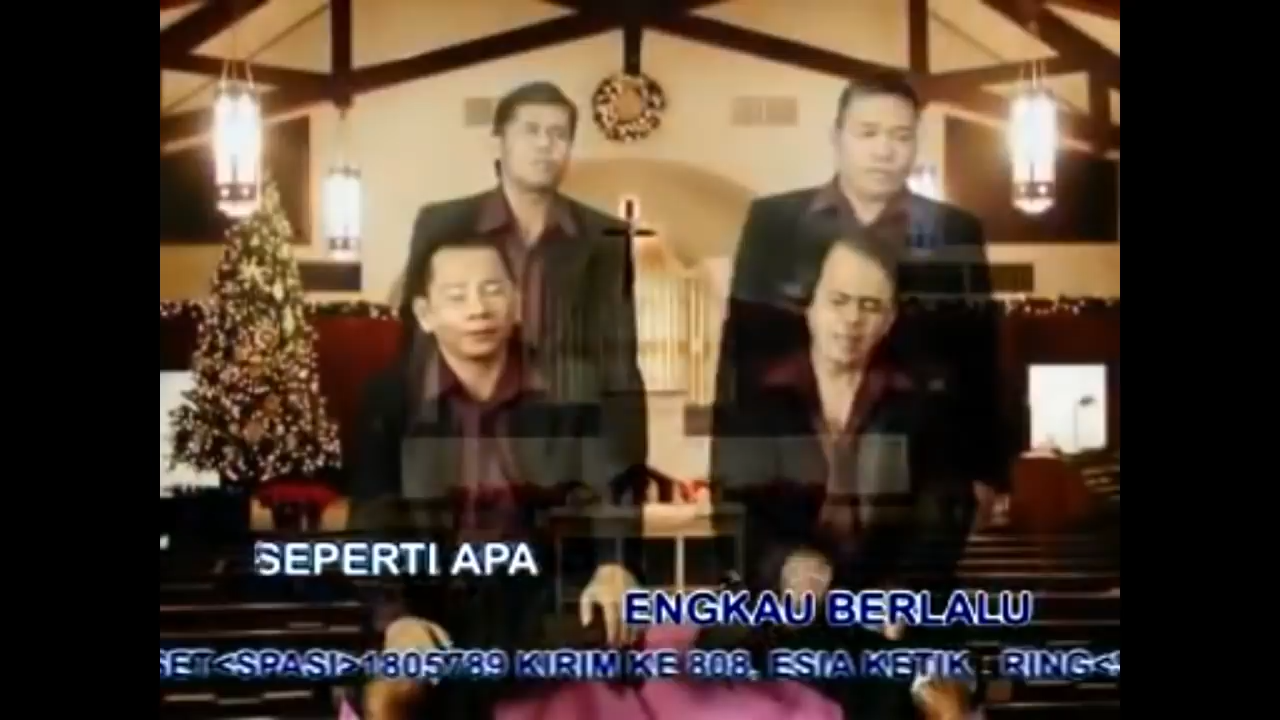 SEPERTI APA
ENGKAU BERLALU
SET<SPASI>1805789 KIRIM KE 808, ESIA KETIK : RING<